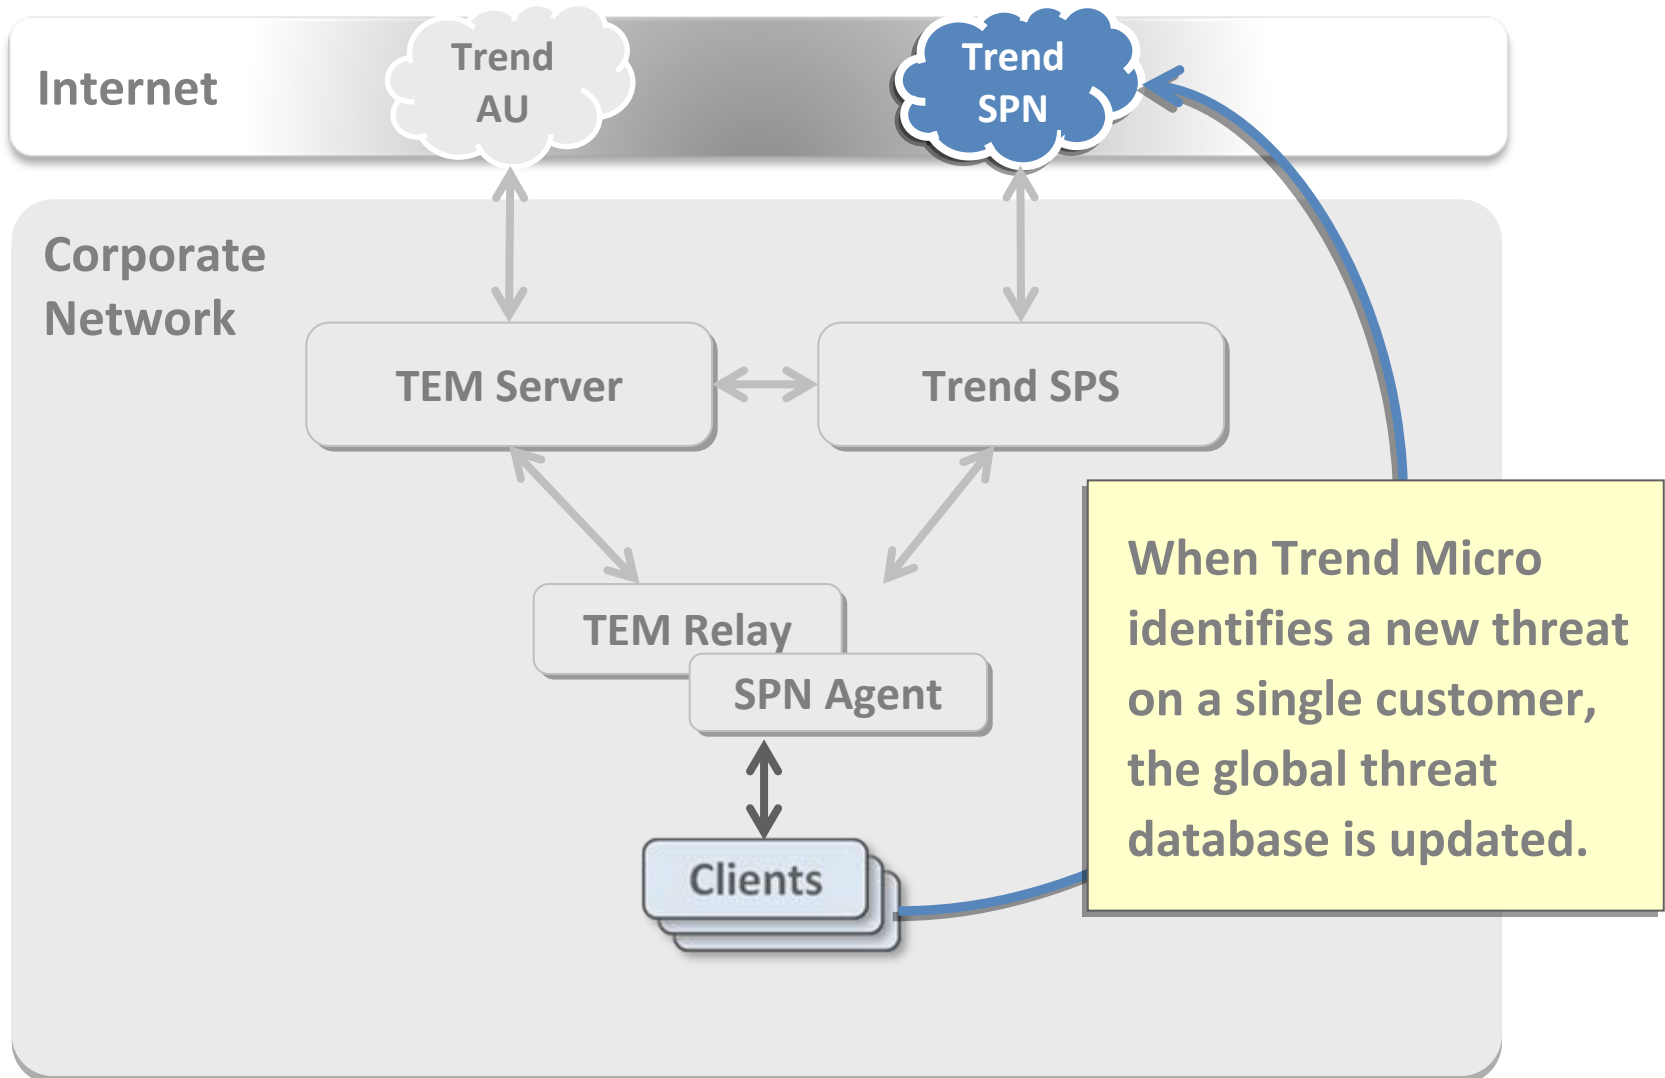 Internet
Trend
AU
Trend
SPN
Corporate
Network
TEM Server
Trend SPS
TEM Relay
SPN Agent
Clients
When Trend Micro
identifies a new threat
on a single customer,
the global threat
database is updated.